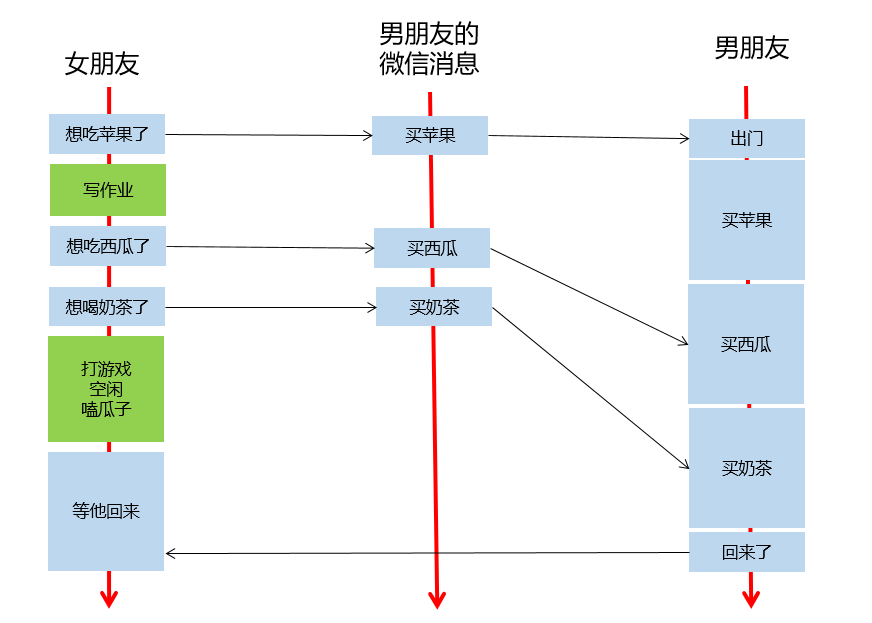 女朋友
男朋友的
微信消息
男朋友
想吃苹果了
买苹果
出门
写作业
买苹果
想吃西瓜了
买西瓜
想喝奶茶了
买奶茶
买西瓜
打游戏
空闲
嗑瓜子
买奶茶
等他回来
回来了